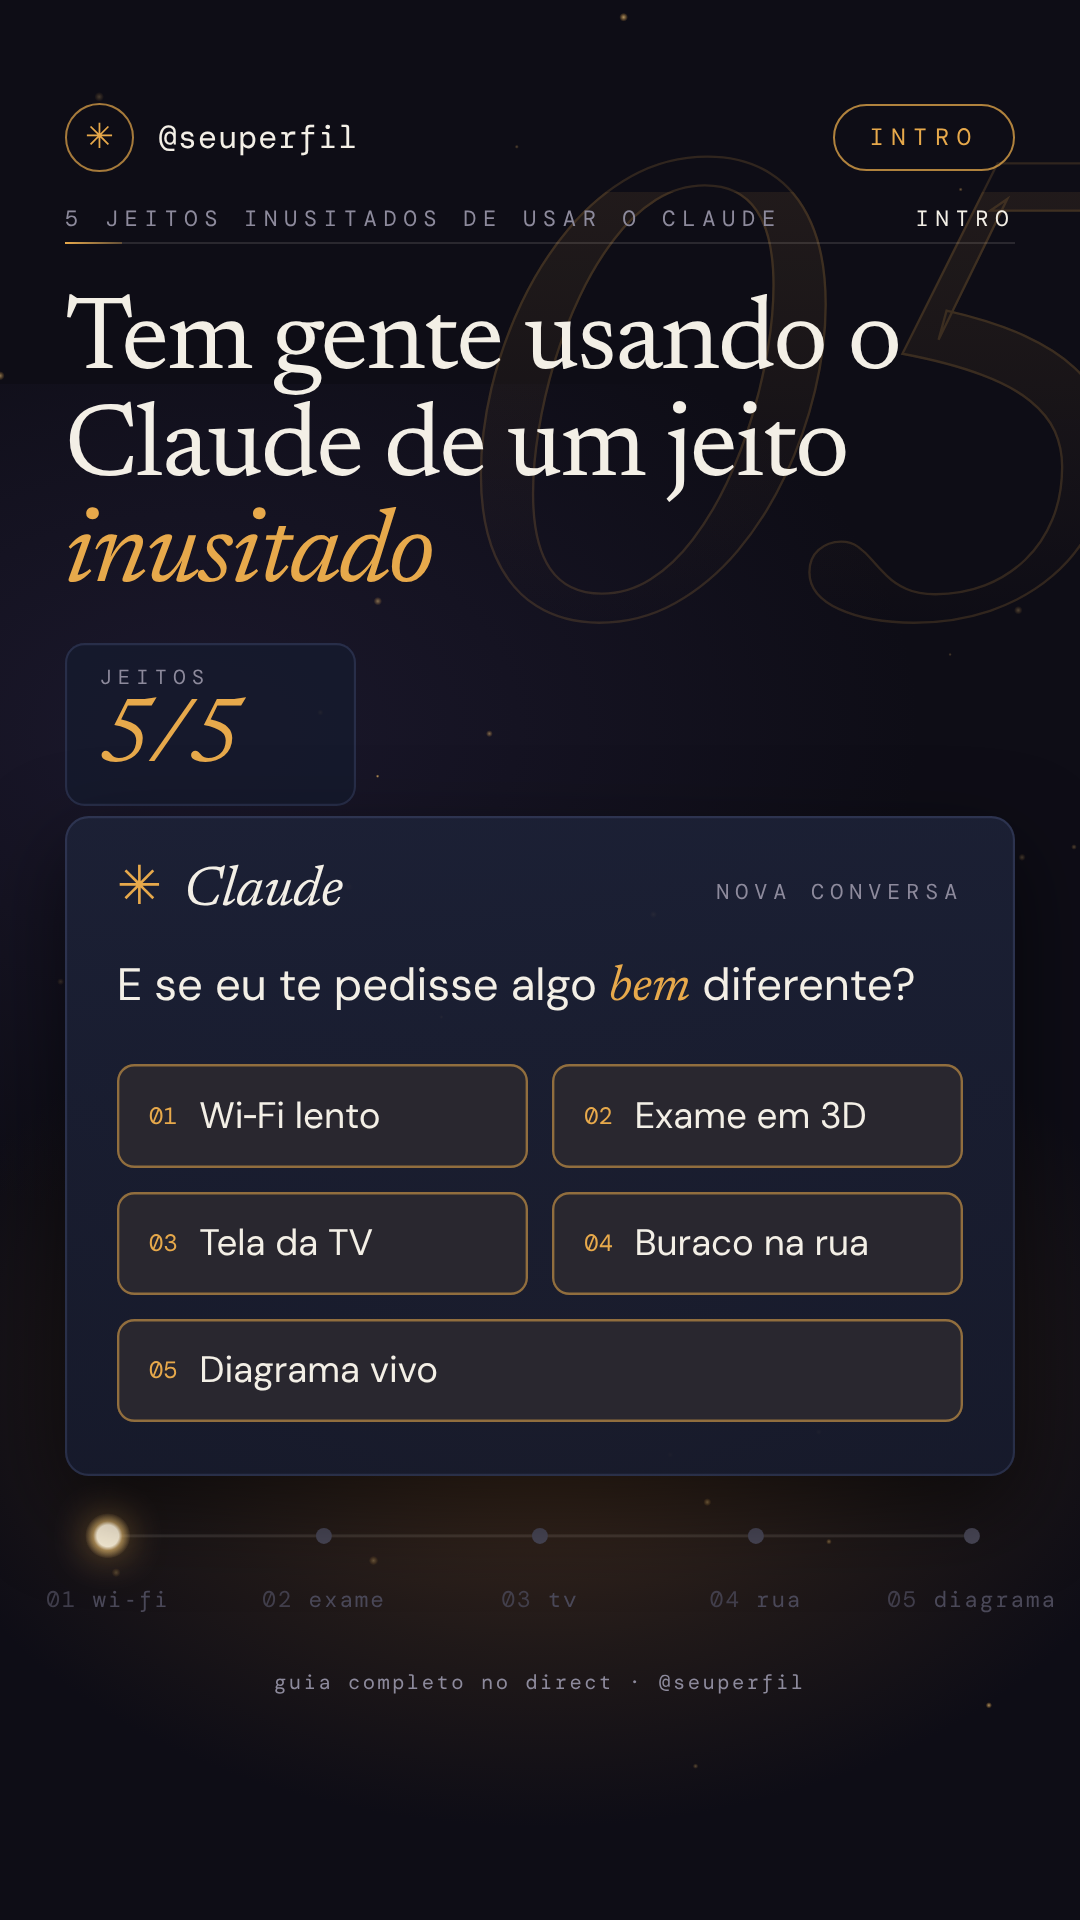 @seuperfil
INTRO
5 JEITOS INUSITADOS DE USAR O CLAUDE
INTRO
05
Tem gente usando o
Claude de um jeito
inusitado
JEITOS
5/5
Claude
NOVA CONVERSA
E se eu te pedisse algo bem diferente?
01 Wi-Fi lento
02 Exame em 3D
03 Tela da TV
04 Buraco na rua
05 Diagrama vivo
01 wi-fi
02 exame
03 tv
04 rua
05 diagrama
guia completo no direct · @seuperfil